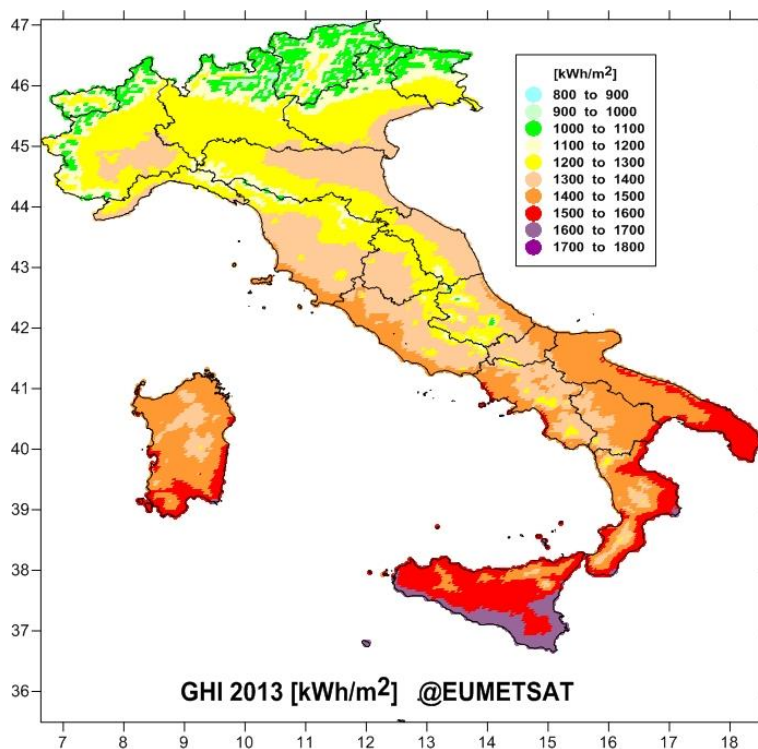 47
46
45
44
43
42
41
40
39
38
37
36
[kWh/m²]
800 to 900
900 to 1000
1000 to 1100
1100 to 1200
1200 to 1300
1300 to 1400
1400 to 1500
1500 to 1600
1600 to 1700
1700 to 1800
GHI 2013 [kWh/m²] @EUMETSAT
7 8 9 10 11 12 13 14 15 16 17 18